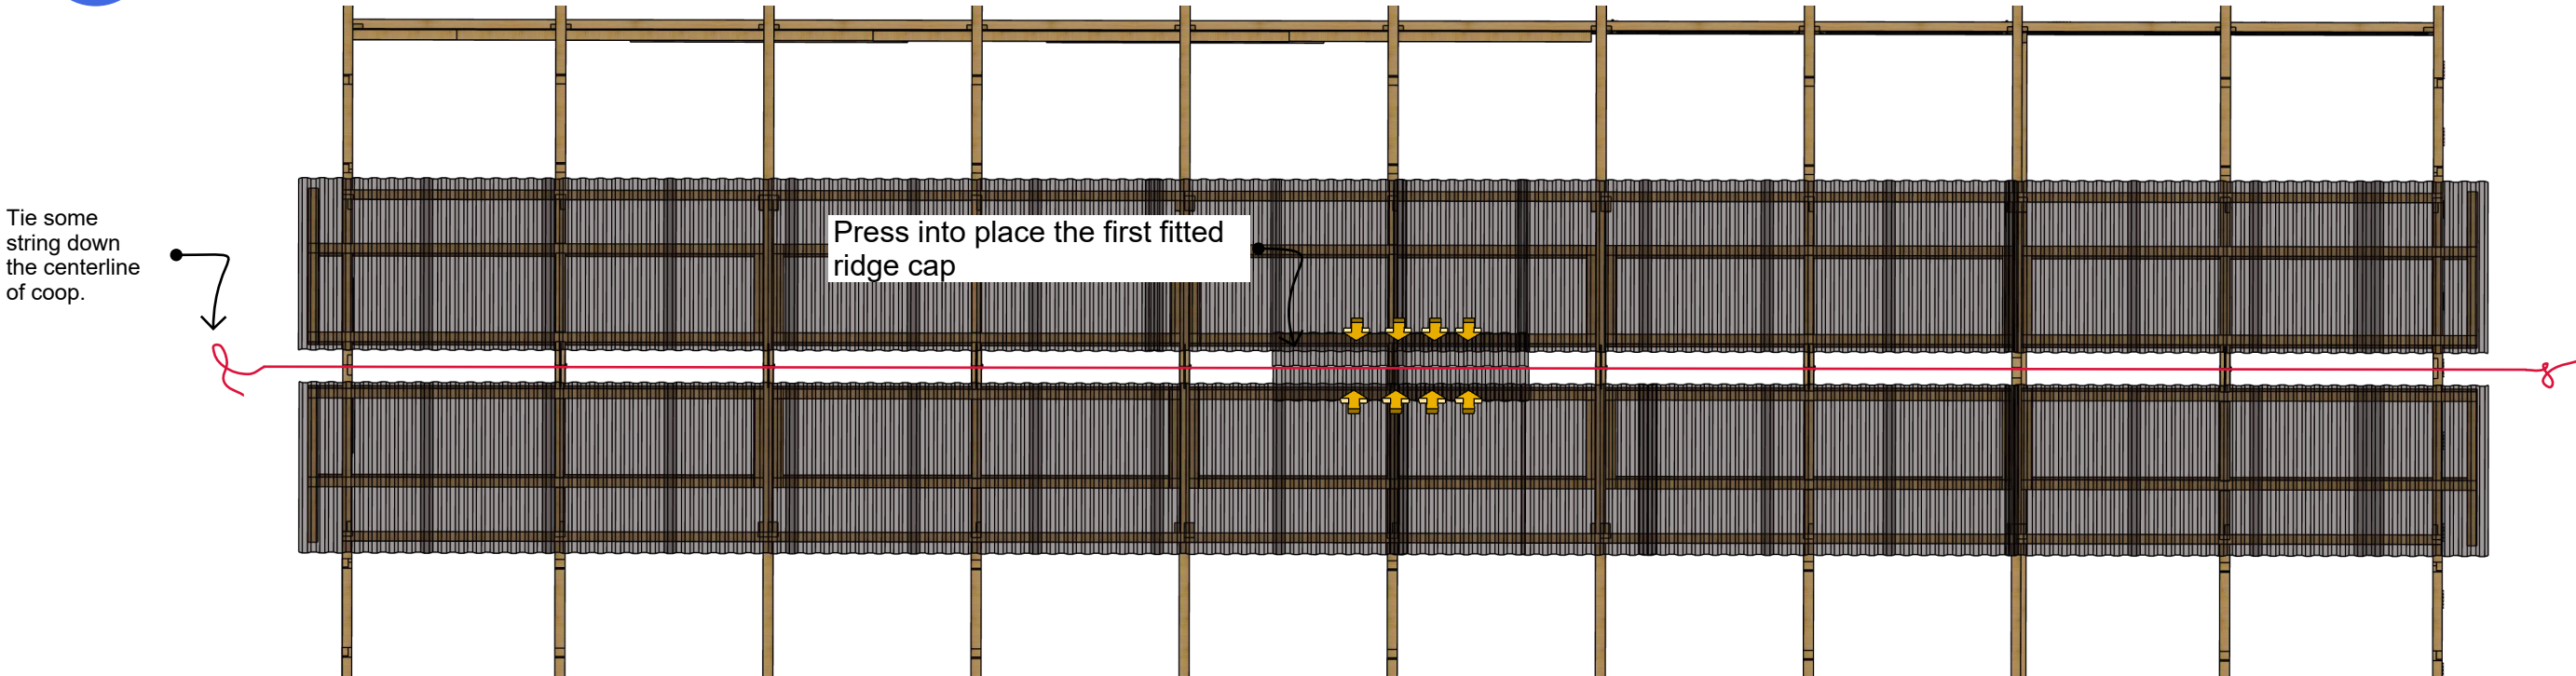 Tie some
string down
the centerline
of coop.
Press into place the first fitted
ridge cap